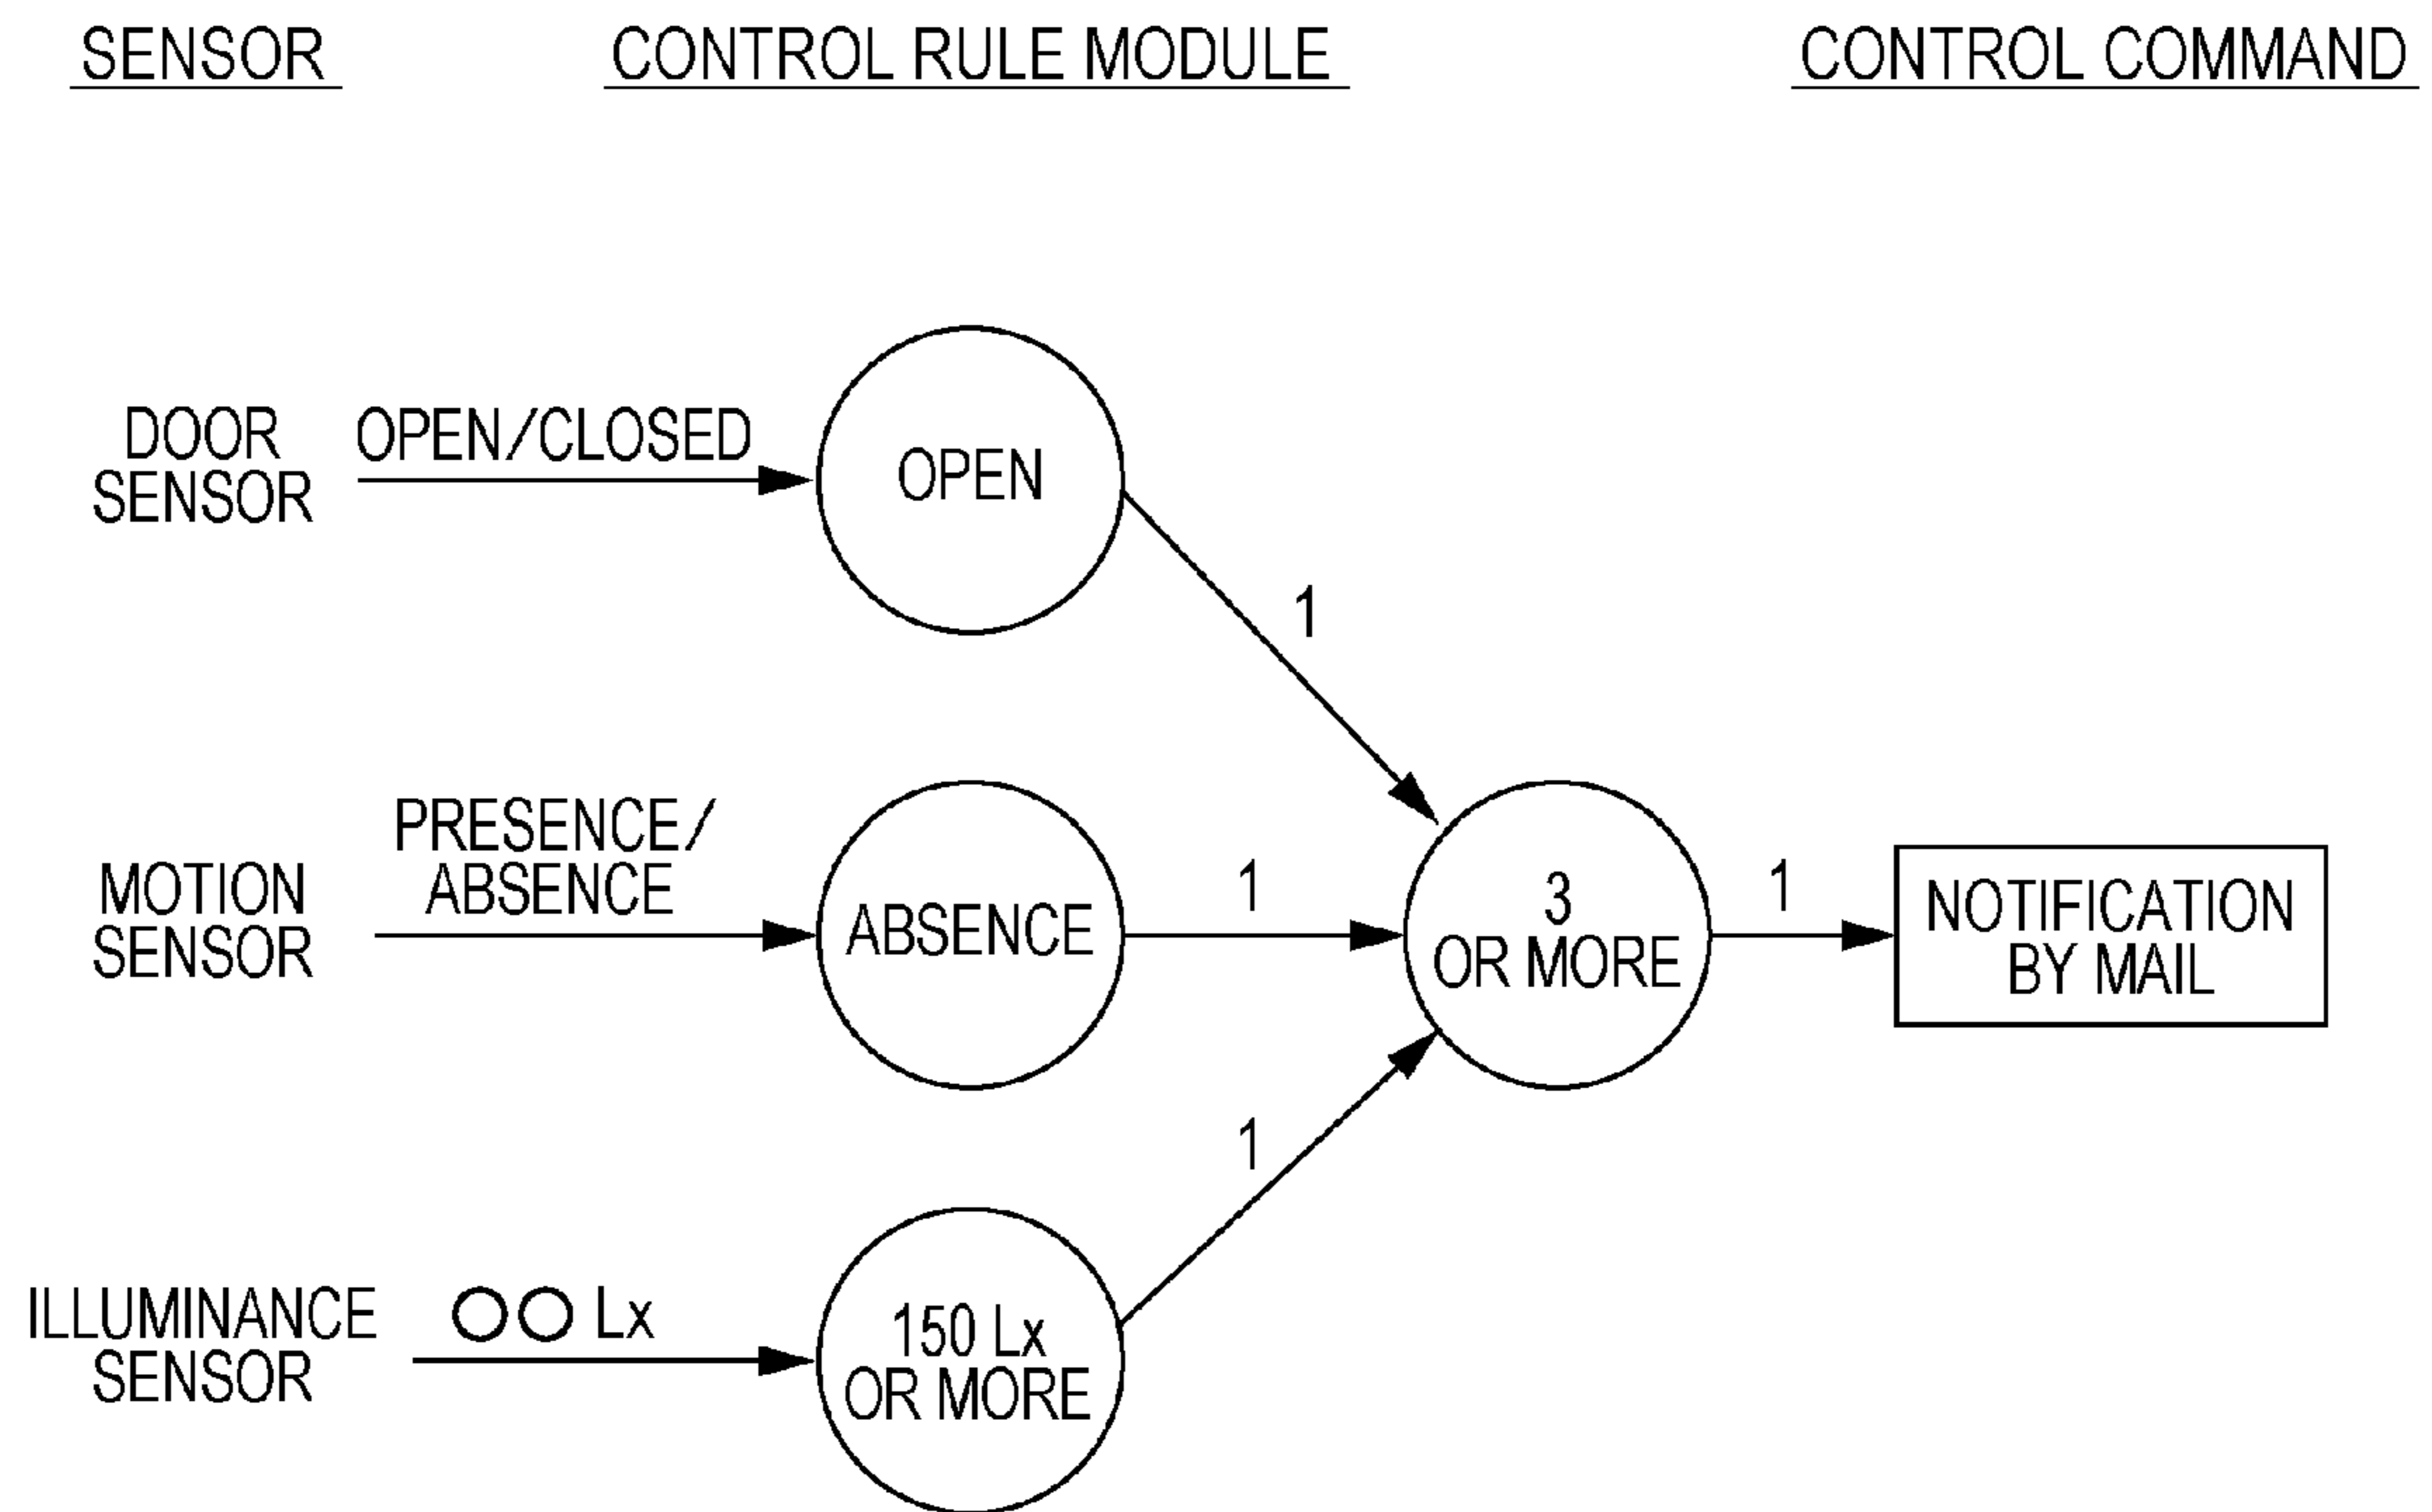 SENSOR
CONTROL RULE MODULE
CONTROL COMMAND
DOOR
SENSOR
OPEN/CLOSED
OPEN
1
MOTION
SENSOR
PRESENCE/
ABSENCE
ABSENCE
1
3
OR MORE
1
NOTIFICATION
BY MAIL
1
ILLUMINANCE
SENSOR
○○ Lx
150 Lx
OR MORE